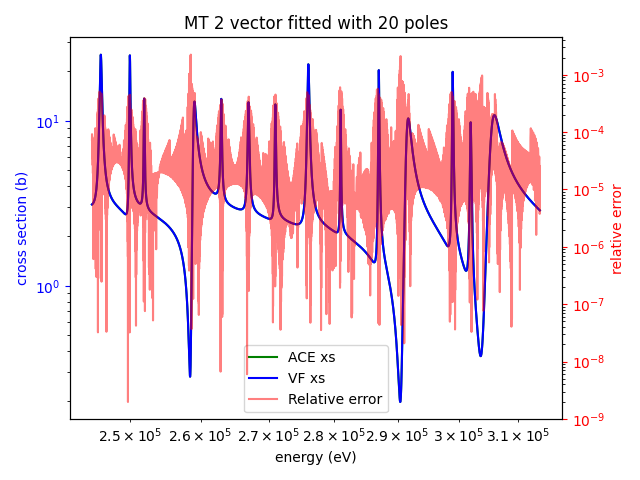 MT 2 vector fitted with 20 poles
cross section (b)
10¹
10⁰
10⁻³
10⁻⁴
10⁻⁵
10⁻⁶
10⁻⁷
10⁻⁸
10⁻⁹
relative error
ACE xs
VF xs
Relative error
2.5 × 10⁵ 2.6 × 10⁵ 2.7 × 10⁵ 2.8 × 10⁵ 2.9 × 10⁵ 3 × 10⁵ 3.1 × 10⁵
energy (eV)